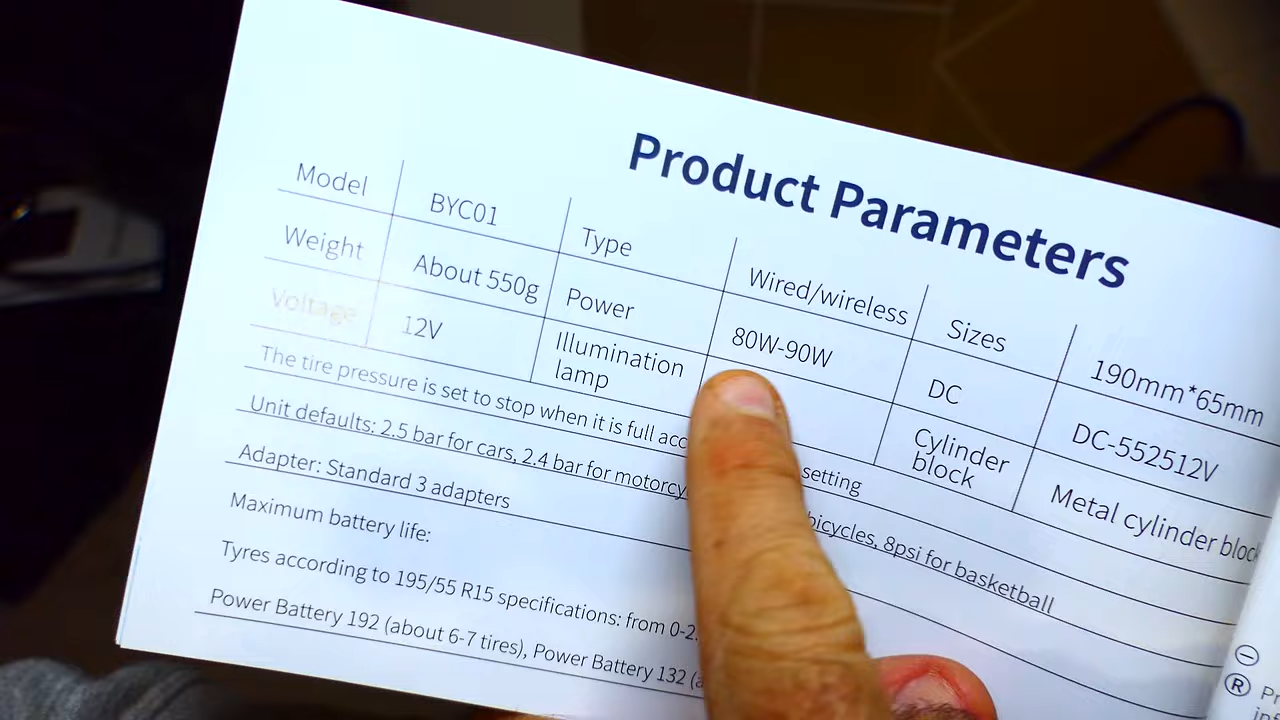 Product Parameters
Model BYC01 Type Wired/wireless Sizes 190mm*65mm
Weight About 550g Power 80W-90W DC DC-552512V
Voltage 12V Illumination lamp Cylinder block Metal cylinder block
The tire pressure is set to stop when it is full setting
Unit defaults: 2.5 bar for cars, 2.4 bar for bicycles, 8psi for basketball
Adapter: Standard 3 adapters
Maximum battery life:
Tyres according to 195/55 R15 specifications: from
Power Battery 192 (about 6-7 tires), Power Battery 132